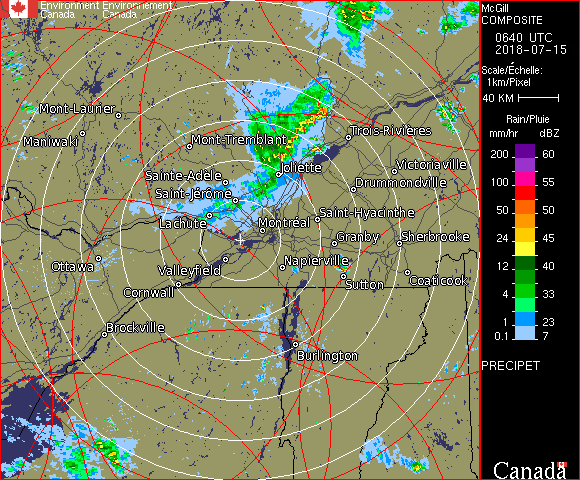 Environment Environnement
Canada Canada
McGill
COMPOSITE
0640 UTC
2018-07-15
Scale/Échelle:
1km/Pixel
40 KM
Rain/Pluie
mm/hr dBZ
200 60
100 55
50 50
24 45
12 40
4 33
1 23
0.1 7
PRECIPET
Canada
Mont-Laurier
Maniwaki
Mont-Tremblant
Trois-Rivières
Sainte-Adèle
Joliette
Victoriaville
Saint-Jérôme
Drummondville
Lachute
Montréal
Saint-Hyacinthe
Granby
Sherbrooke
Ottawa
Valleyfield
Napierville
Cornwall
Sutton
Coaticook
Brockville
Burlington